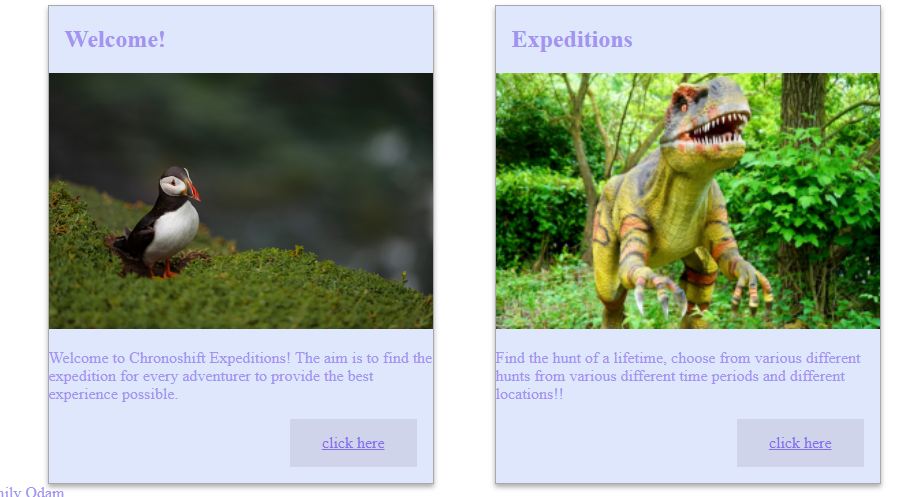 Welcome!
Welcome to Chronoshift Expeditions! The aim is to find the
expedition for every adventurer to provide the best
experience possible.
click here
Expeditions
Find the hunt of a lifetime, choose from various different
hunts from various different time periods and different
locations!!
click here
Odam